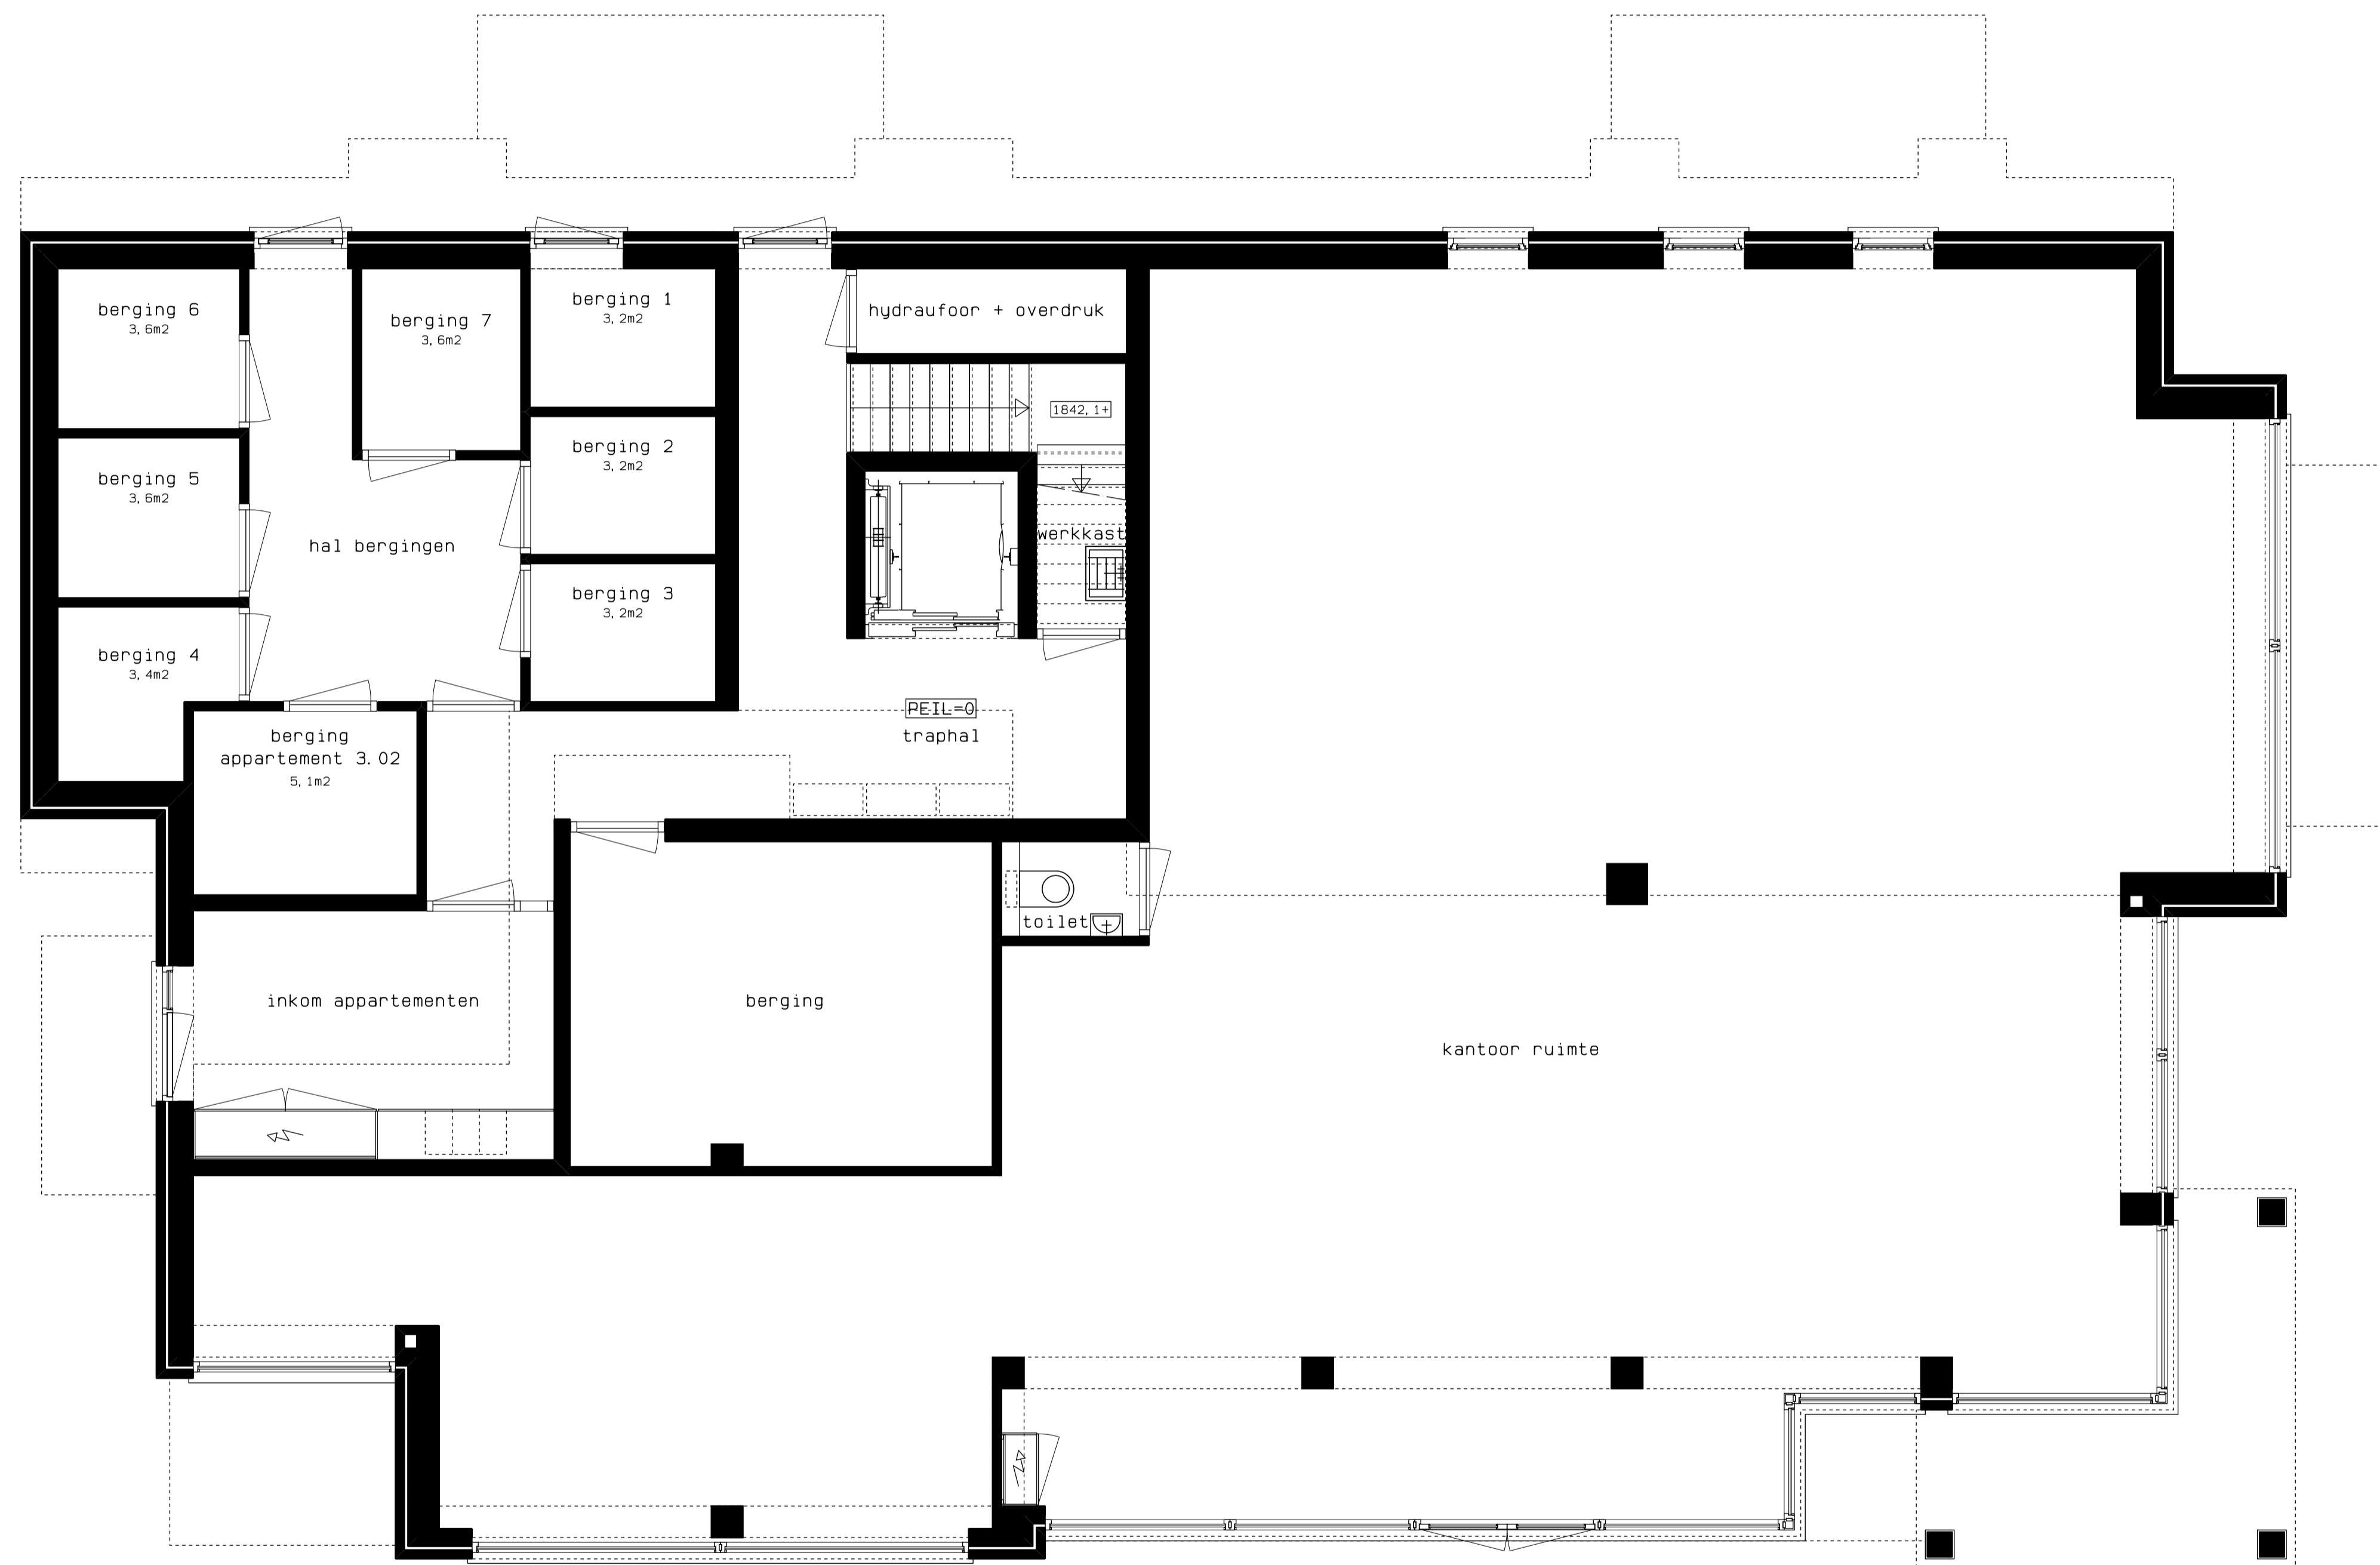 berging 6
3,6m2
berging 7
3,6m2
berging 1
3,2m2
hydraufoor + overdruk
1842,1+
berging 2
3,2m2
berging 5
3,6m2
hal bergingen
werkkast
berging 3
3,2m2
berging 4
3,4m2
PEIL=0
traphal
berging
appartement 3.02
5,1m2
toilet
inkom appartementen
berging
kantoor ruimte